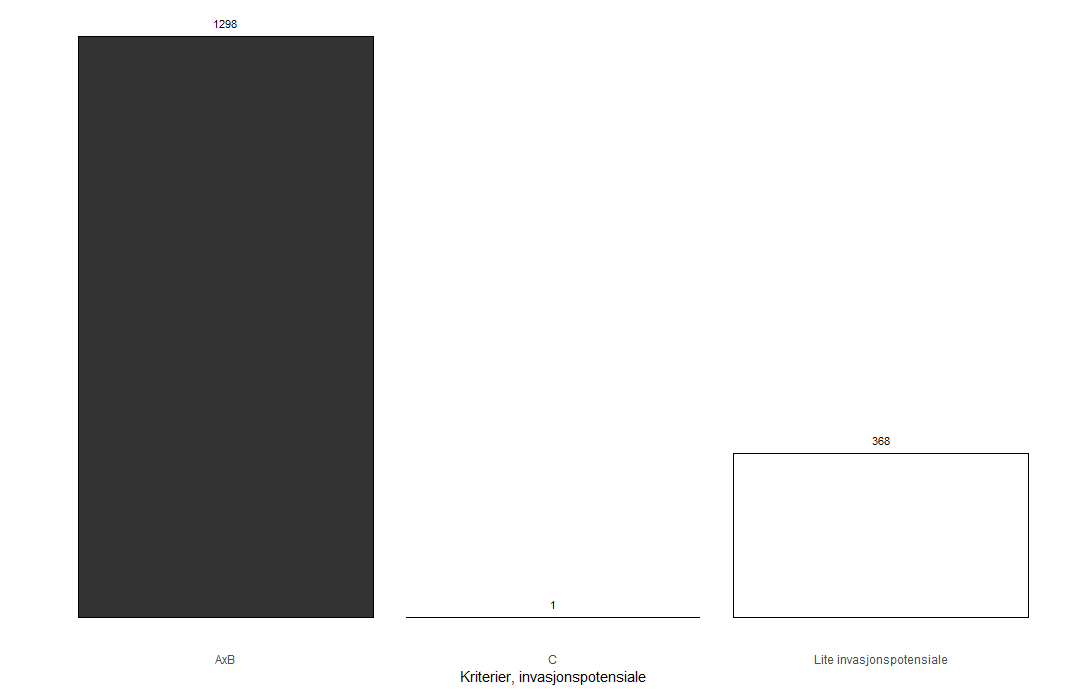 1298
368
1
AxB
C
Lite invasjonspotensiale
Kriterier, invasjonspotensiale